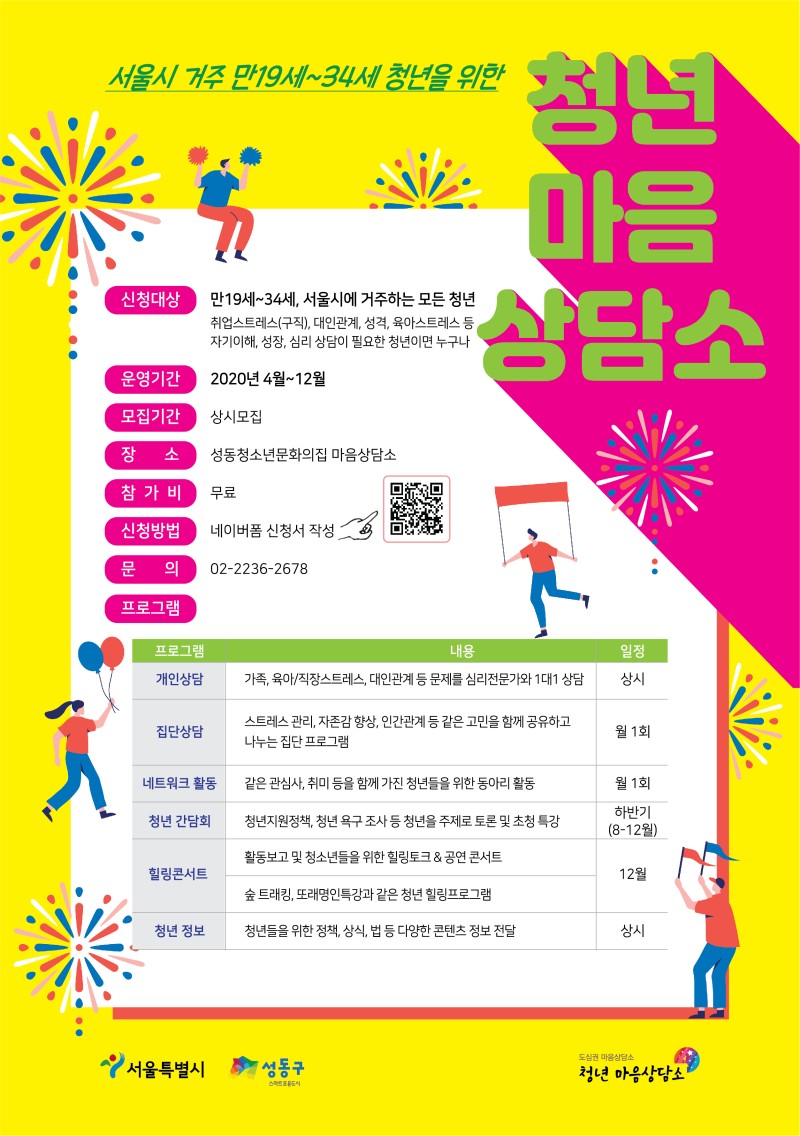 서울시 거주 만19세~34세 청년을 위한
청년
마음
상담소
신청대상 만19세~34세, 서울시에 거주하는 모든 청년
취업스트레스(구직), 대인관계, 성격, 육아스트레스 등
자기이해, 성장, 심리 상담이 필요한 청년이면 누구나
운영기간 2020년 4월~12월
모집기간 상시모집
장 소 성동청소년문화의집 마음상담소
참 가 비 무료
신청방법 네이버폼 신청서 작성
문 의 02-2236-2678
프로그램
프로그램 내용 일정
개인상담 가족, 육아/직장스트레스, 대인관계 등 문제를 심리전문가와 1대1 상담 상시
집단상담 스트레스 관리, 자존감 향상, 인간관계 등 같은 고민을 함께 공유하고
나누는 집단 프로그램 월 1회
네트워크 활동 같은 관심사, 취미 등을 함께 가진 청년들을 위한 동아리 활동 월 1회
청년 간담회 청년지원정책, 청년 욕구 조사 등 청년을 주제로 토론 및 초청 특강 하반기
(8-12월)
힐링콘서트 활동보고 및 청소년들을 위한 힐링토크 & 공연 콘서트 12월
숲 트래킹, 또래명인특강과 같은 청년 힐링프로그램
청년 정보 청년들을 위한 정책, 상식, 법 등 다양한 콘텐츠 정보 전달 상시
서울특별시
성동구
스마트포용도시
도심권 마음상담소
청년 마음상담소